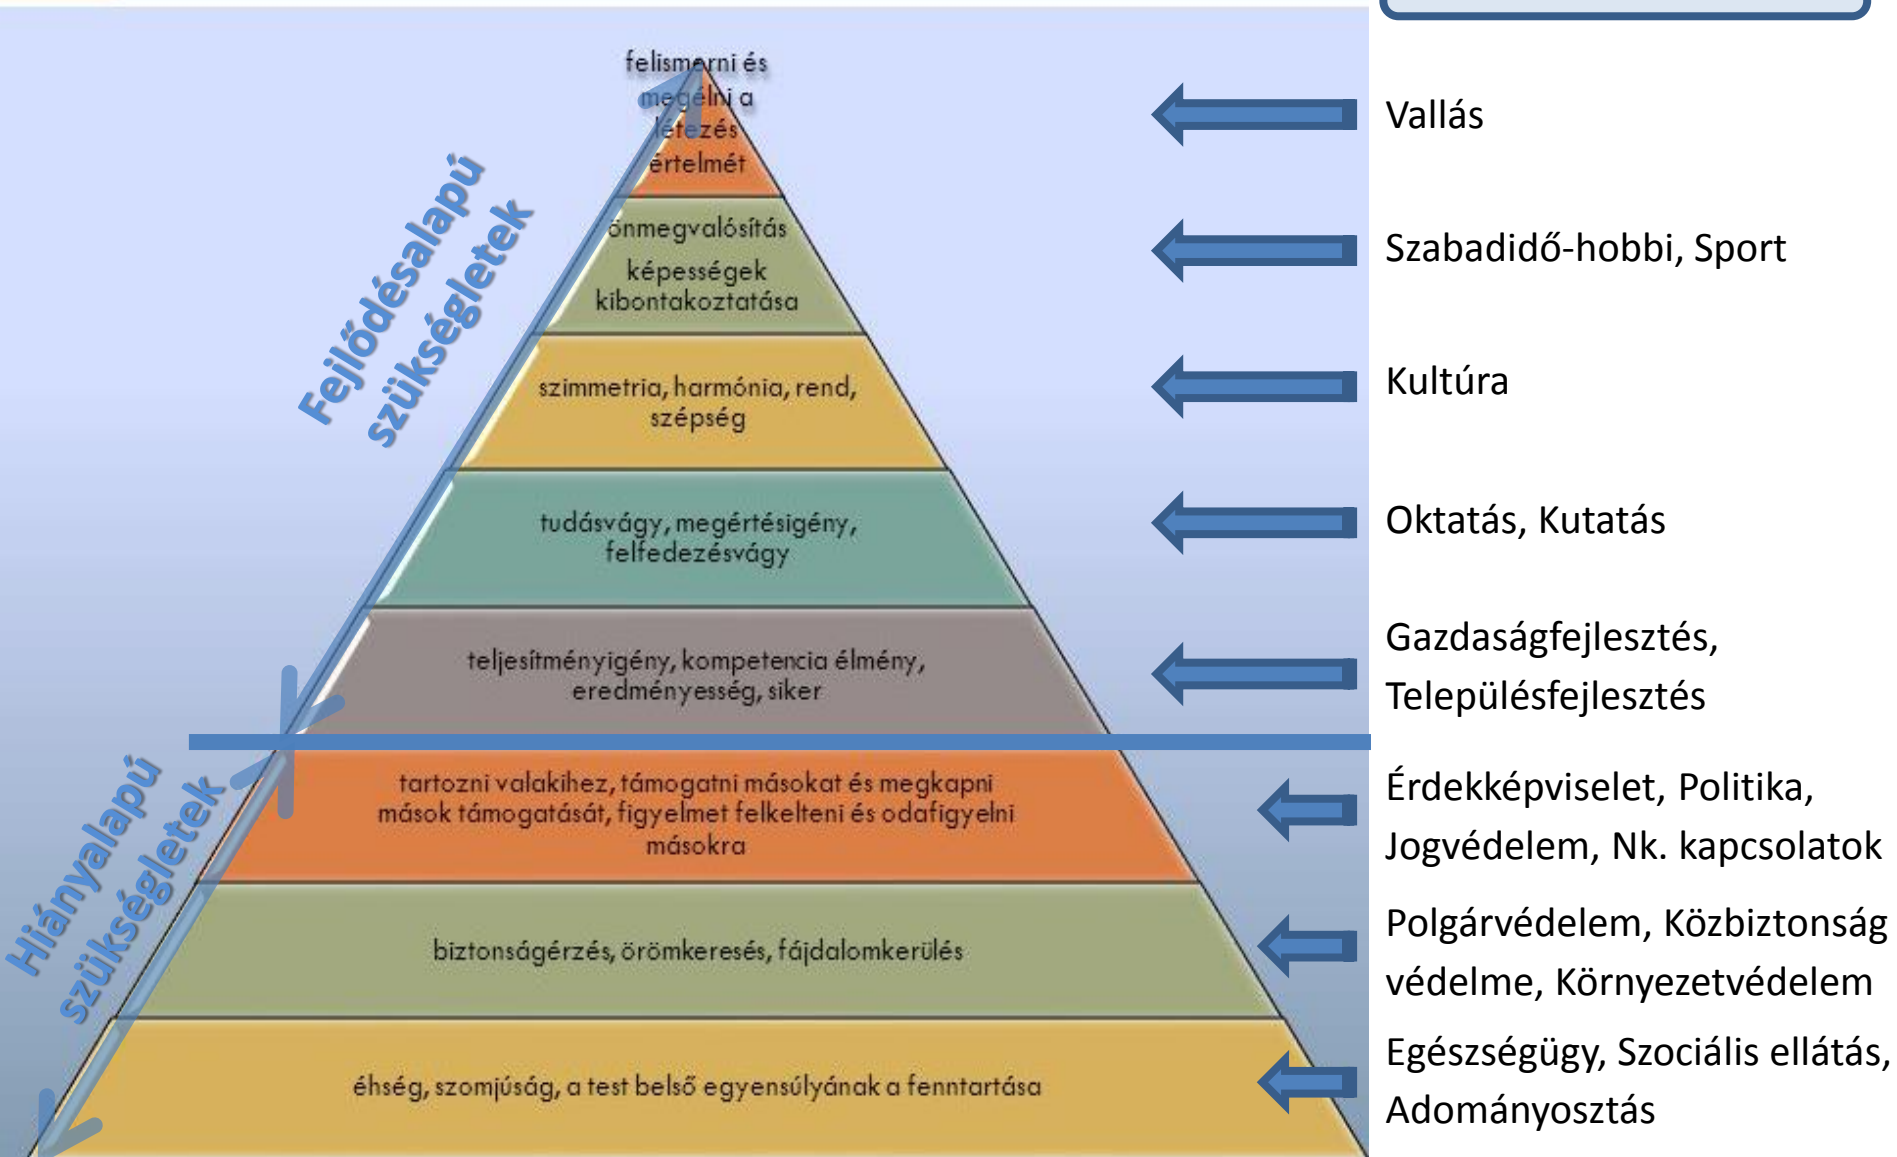 felismerni és
megélni a
létezés
értelmét
Vallás
önmegvalósítás
képességek
kibontakoztatása
Szabadidő-hobbi, Sport
Fejlődésalapú
szükségletek
szimmetria, harmónia, rend,
szépség
Kultúra
tudásvágy, megértésigény,
felfedezésvágy
Oktatás, Kutatás
teljesítményigény, kompetencia élmény,
eredményesség, siker
Gazdaságfejlesztés,
Településfejlesztés
Hiányalapú
szükségletek
tartozni valakihez, támogatni másokat és megkapni
mások támogatását, figyelmet felkelteni és odafigyelni
másokra
Érdekképviselet, Politika,
Jogvédelem, Nk. kapcsolatok
biztonságérzés, örömkeresés, fájdalomkerülés
Polgárvédelem, Közbiztonság
védelme, Környezetvédelem
éhség, szomjúság, a test belső egyensúlyának a fenntartása
Egészségügy, Szociális ellátás,
Adományosztás